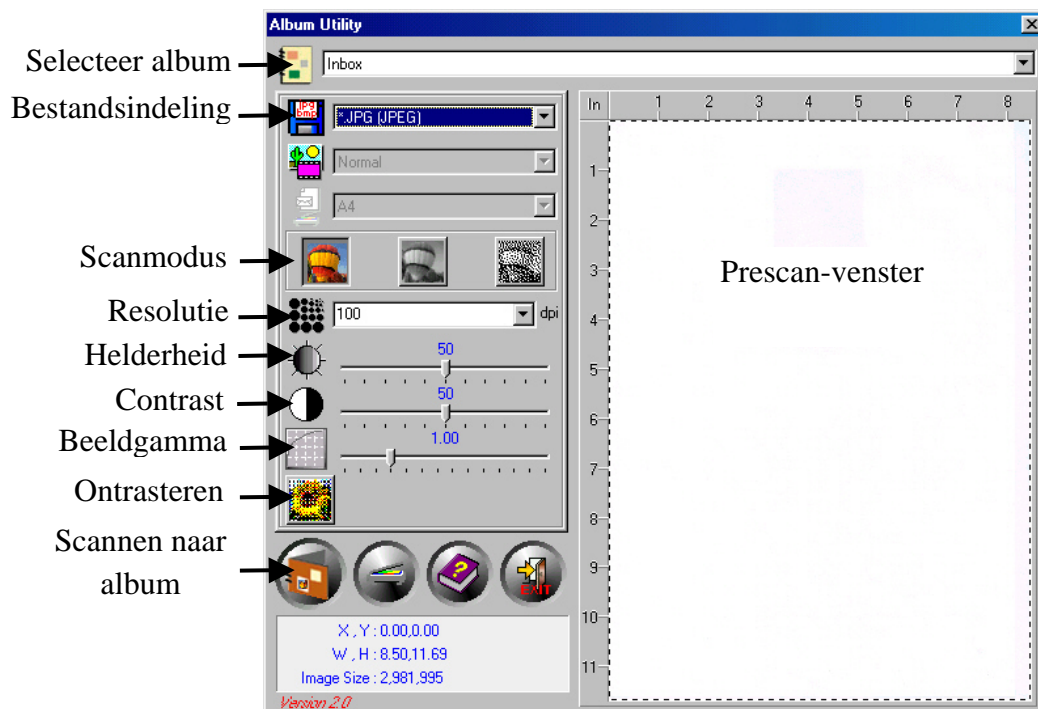 Album Utility
Selecteer album
Inbox
Bestandsindeling
jpg
bmp
*.JPG (JPEG)
Normal
A4
Scanmodus
Resolutie
100 dpi
Helderheid
50
Contrast
50
Beeldgamma
1.00
Ontrasteren
Scannen naar
album
?
EXIT
X , Y : 0.00,0.00
W , H : 8.50,11.69
Image Size : 2,981,995
Version 2.0
In 1 2 3 4 5 6 7 8
1
2
3
4
5
6
7
8
9
10
11
Prescan-venster